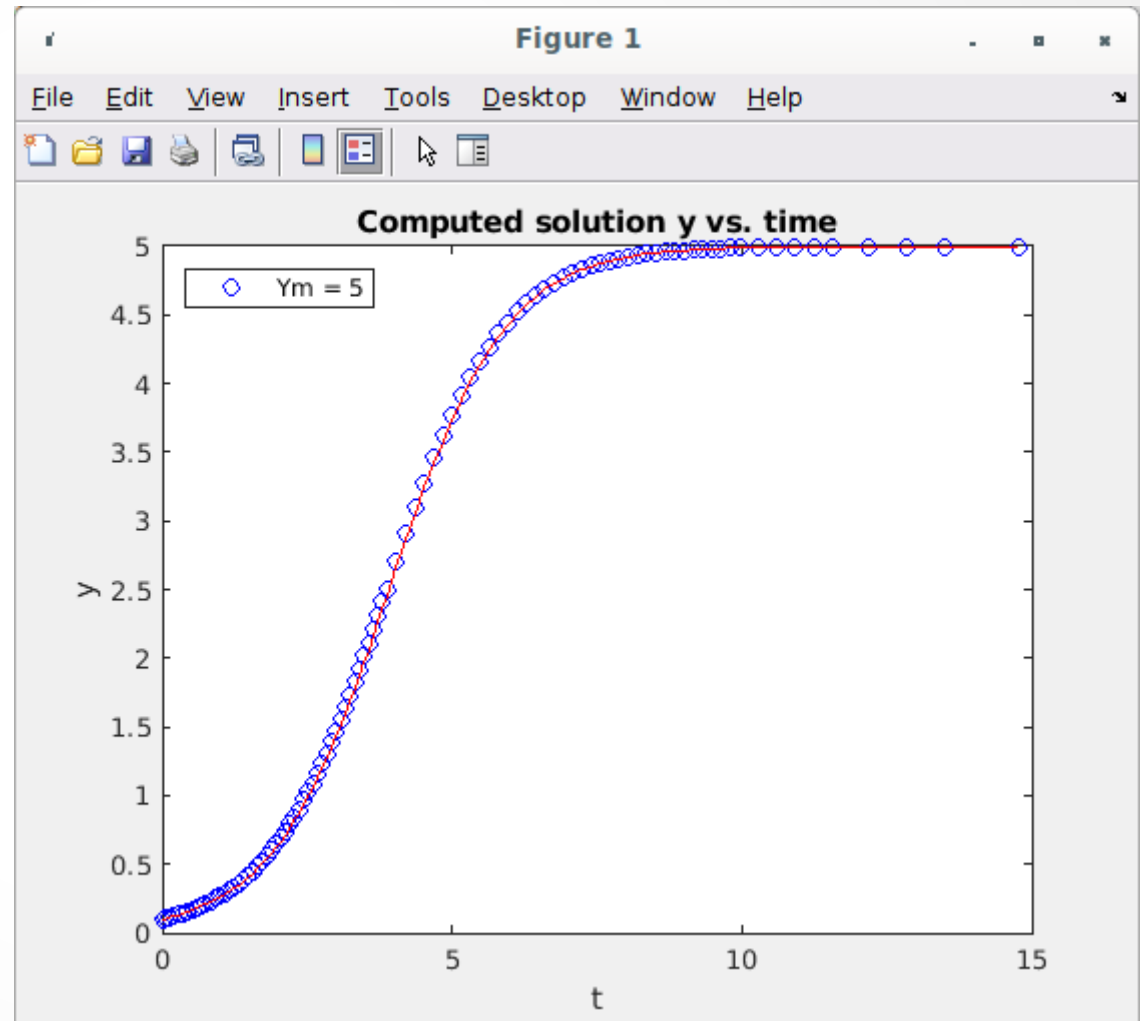 Figure 1
File Edit View Insert Tools Desktop Window Help
Computed solution y vs. time
Ym = 5
5
4.5
4
3.5
3
2.5
2
1.5
1
0.5
0
y
0 5 10 15
t